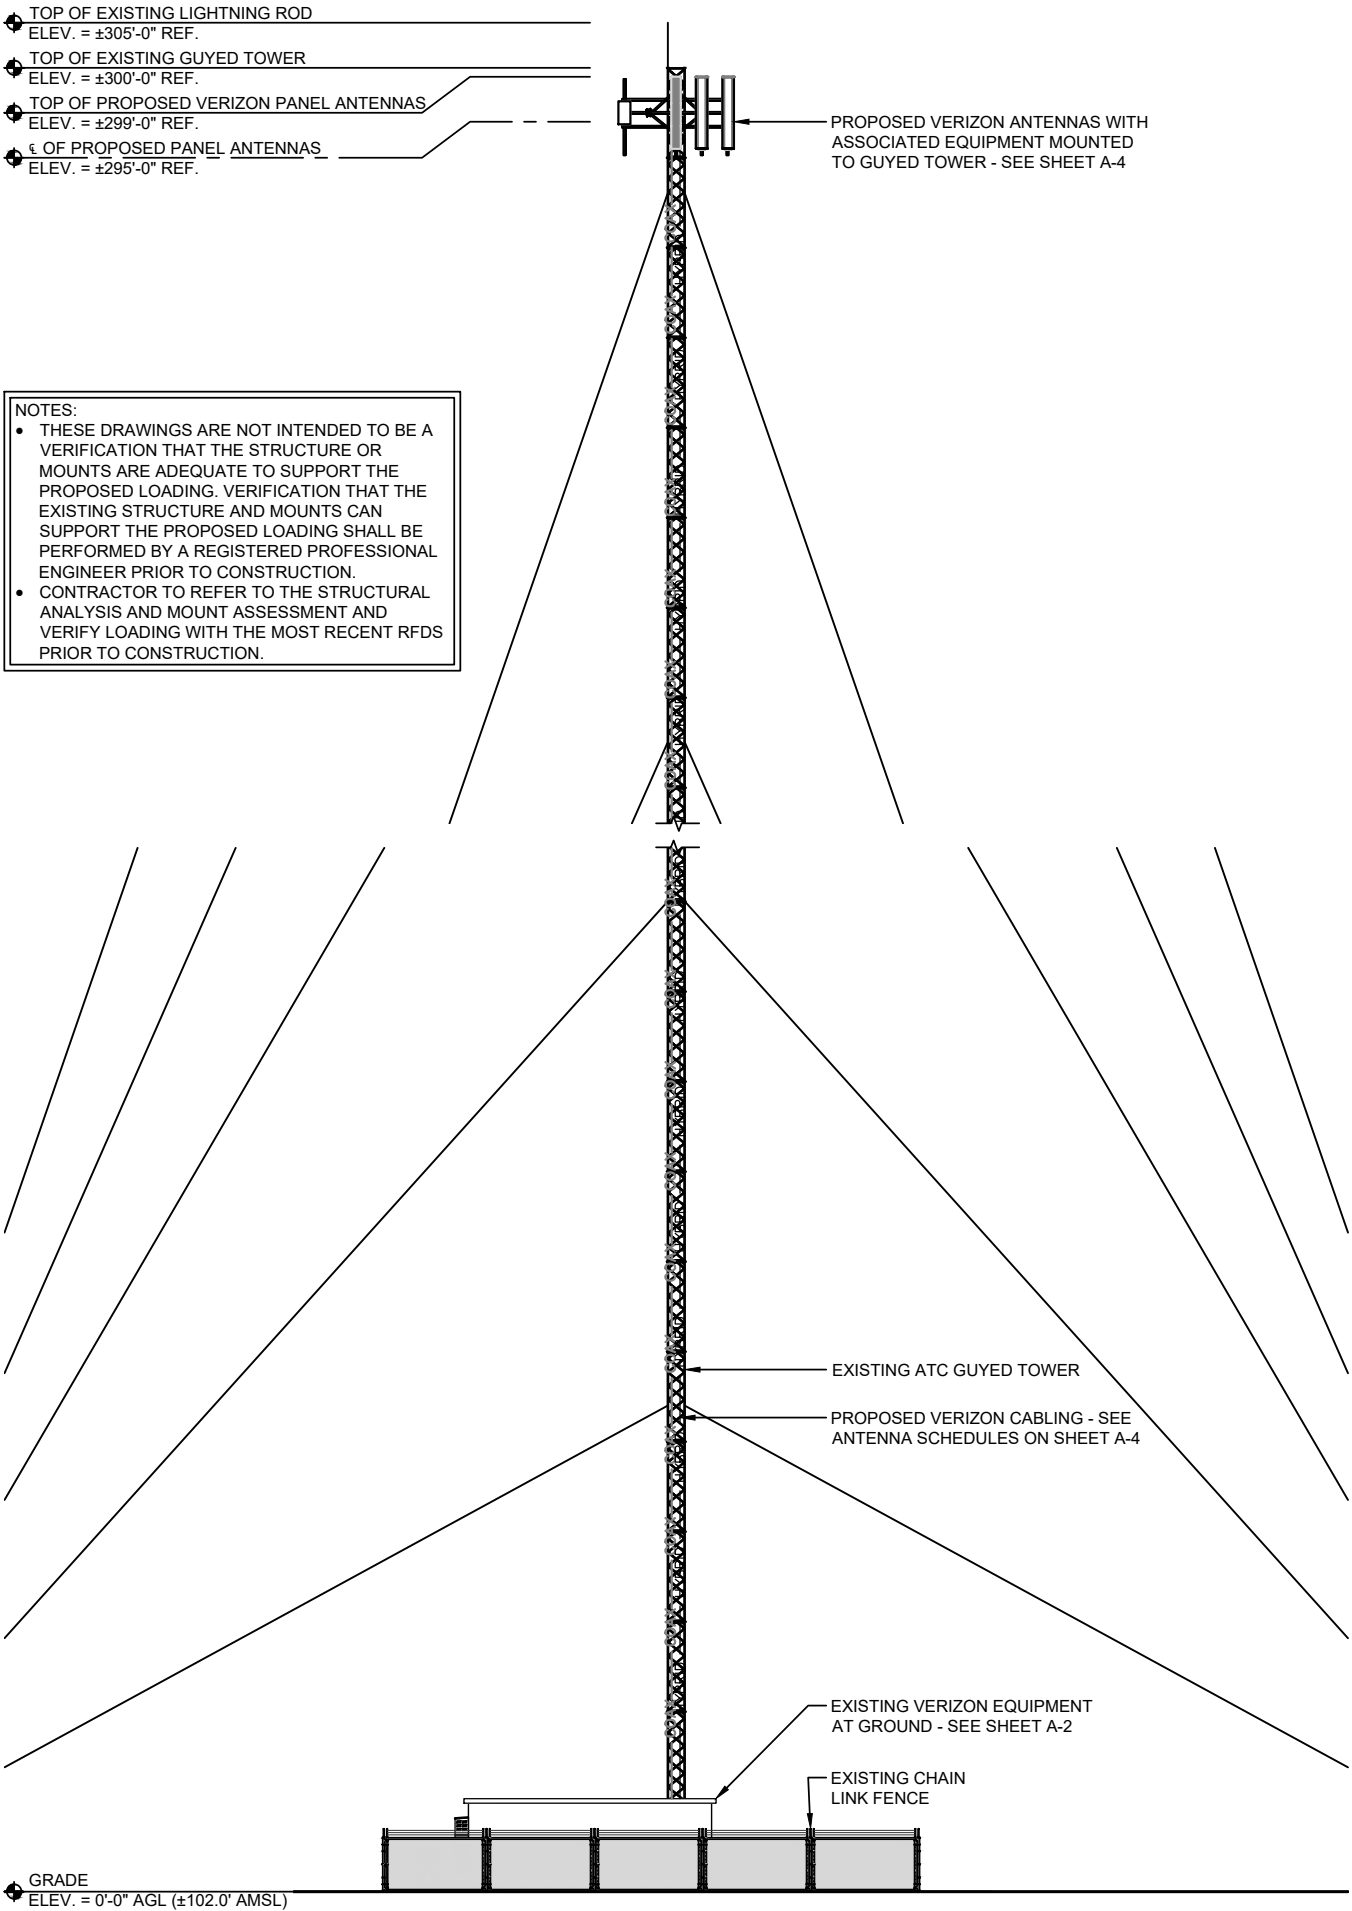 TOP OF EXISTING LIGHTNING ROD
ELEV. = ±305'-0" REF.
TOP OF EXISTING GUYED TOWER
ELEV. = ±300'-0" REF.
TOP OF PROPOSED VERIZON PANEL ANTENNAS
ELEV. = ±299'-0" REF.
℄ OF PROPOSED PANEL ANTENNAS
ELEV. = ±295'-0" REF.
PROPOSED VERIZON ANTENNAS WITH
ASSOCIATED EQUIPMENT MOUNTED
TO GUYED TOWER - SEE SHEET A-4
NOTES:
• THESE DRAWINGS ARE NOT INTENDED TO BE A
VERIFICATION THAT THE STRUCTURE OR
MOUNTS ARE ADEQUATE TO SUPPORT THE
PROPOSED LOADING. VERIFICATION THAT THE
EXISTING STRUCTURE AND MOUNTS CAN
SUPPORT THE PROPOSED LOADING SHALL BE
PERFORMED BY A REGISTERED PROFESSIONAL
ENGINEER PRIOR TO CONSTRUCTION.
• CONTRACTOR TO REFER TO THE STRUCTURAL
ANALYSIS AND MOUNT ASSESSMENT AND
VERIFY LOADING WITH THE MOST RECENT RFDS
PRIOR TO CONSTRUCTION.
EXISTING ATC GUYED TOWER
PROPOSED VERIZON CABLING - SEE
ANTENNA SCHEDULES ON SHEET A-4
EXISTING VERIZON EQUIPMENT
AT GROUND - SEE SHEET A-2
EXISTING CHAIN
LINK FENCE
GRADE
ELEV. = 0'-0" AGL (±102.0' AMSL)